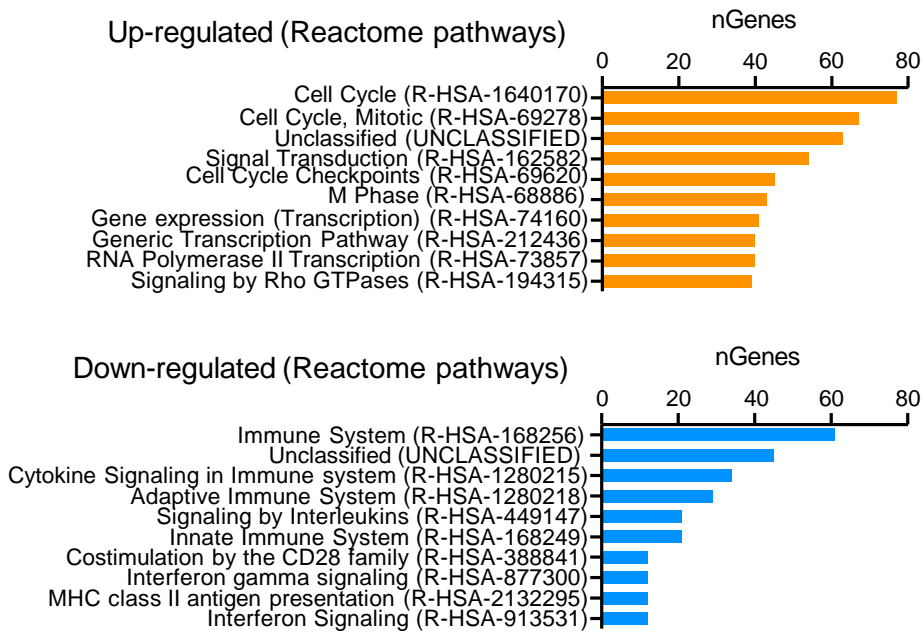 Up-regulated (Reactome pathways)
nGenes
0 20 40 60 80
Cell Cycle (R-HSA-1640170)
Cell Cycle, Mitotic (R-HSA-69278)
Unclassified (UNCLASSIFIED)
Signal Transduction (R-HSA-162582)
Cell Cycle Checkpoints (R-HSA-69620)
M Phase (R-HSA-68886)
Gene expression (Transcription) (R-HSA-74160)
Generic Transcription Pathway (R-HSA-212436)
RNA Polymerase II Transcription (R-HSA-73857)
Signaling by Rho GTPases (R-HSA-194315)
Down-regulated (Reactome pathways)
nGenes
0 20 40 60 80
Immune System (R-HSA-168256)
Unclassified (UNCLASSIFIED)
Cytokine Signaling in Immune system (R-HSA-1280215)
Adaptive Immune System (R-HSA-1280218)
Signaling by Interleukins (R-HSA-449147)
Innate Immune System (R-HSA-168249)
Costimulation by the CD28 family (R-HSA-388841)
Interferon gamma signaling (R-HSA-877300)
MHC class II antigen presentation (R-HSA-2132295)
Interferon Signaling (R-HSA-913531)